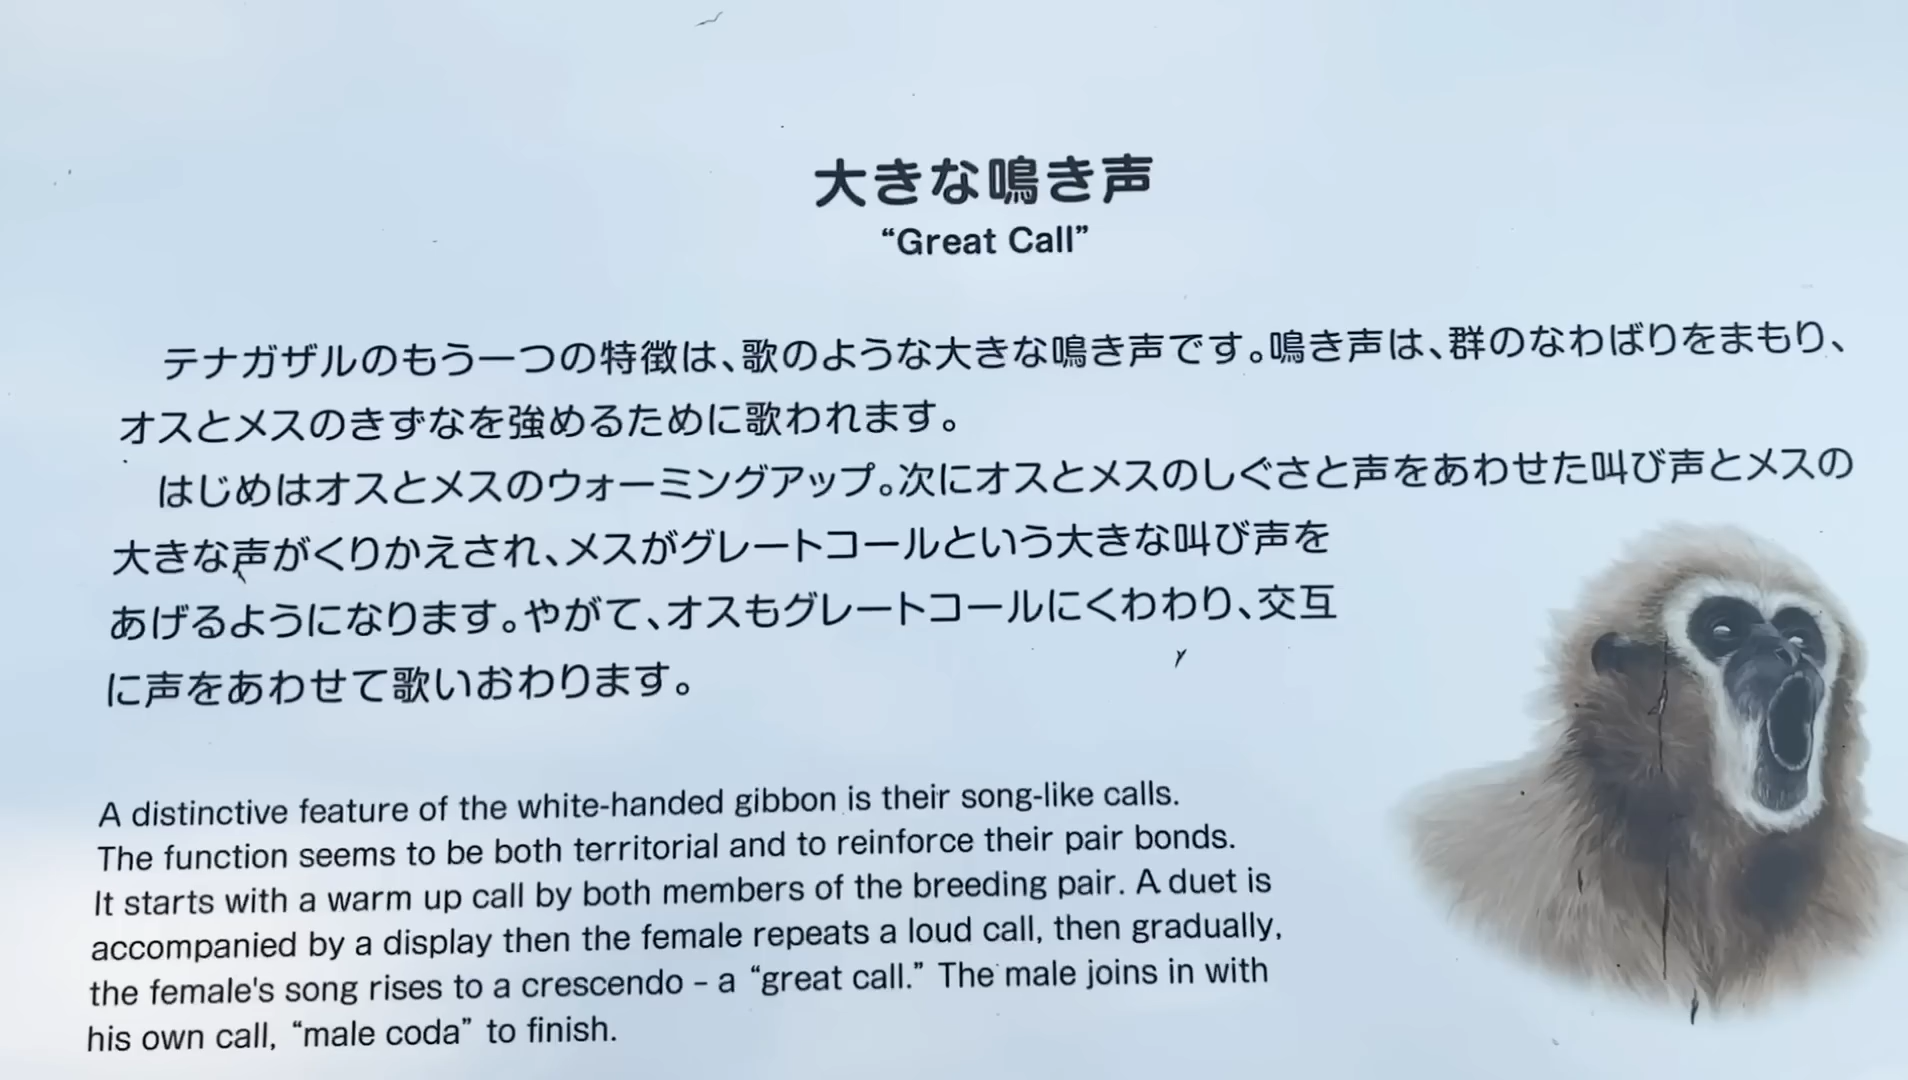 大きな鳴き声
“Great Call”
テナガザルのもう一つの特徴は、歌のような大きな鳴き声です。鳴き声は、群のなわばりをまもり、
オスとメスのきずなを強めるために歌われます。
はじめはオスとメスのウォーミングアップ。次にオスとメスのしぐさと声をあわせた叫び声とメスの
大きな声がくりかえされ、メスがグレートコールという大きな叫び声を
あげるようになります。やがて、オスもグレートコールにくわわり、交互
に声をあわせて歌いおわります。
A distinctive feature of the white-handed gibbon is their song-like calls.
The function seems to be both territorial and to reinforce their pair bonds.
It starts with a warm up call by both members of the breeding pair. A duet is
accompanied by a display then the female repeats a loud call, then gradually,
the female's song rises to a crescendo – a “great call.” The male joins in with
his own call, “male coda” to finish.